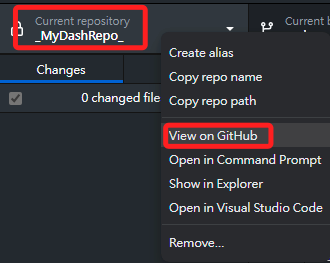 Current repository
_MyDashRepo_
Current b
Changes
0 changed file
Create alias
Copy repo name
Copy repo path
View on GitHub
Open in Command Prompt
Show in Explorer
Open in Visual Studio Code
Remove...